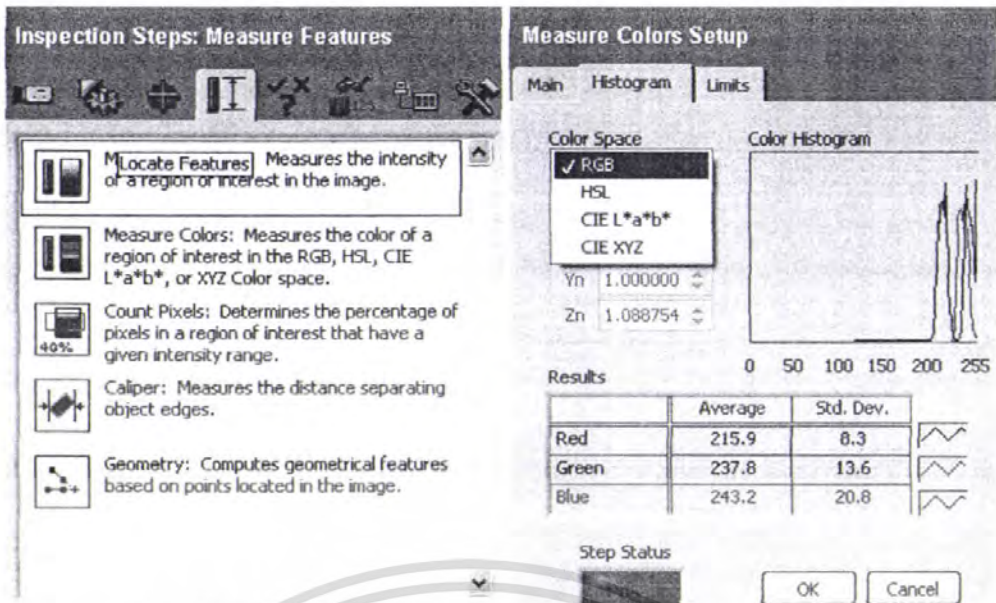 Inspection Steps: Measure Features
M Locate Features Measures the intensity
of a region of interest in the image.
Measure Colors: Measures the color of a
region of interest in the RGB, HSL, CIE
L*a*b*, or XYZ Color space.
40%
Count Pixels: Determines the percentage of
pixels in a region of interest that have a
given intensity range.
Caliper: Measures the distance separating
object edges.
Geometry: Computes geometrical features
based on points located in the image.
Measure Colors Setup
Main Histogram Limits
Color Space
✓ RGB
HSL
CIE L*a*b*
CIE XYZ
Yn 1.000000
Zn 1.088754
Color Histogram
0 50 100 150 200 255
Results
Average Std. Dev.
Red 215.9 8.3
Green 237.8 13.6
Blue 243.2 20.8
Step Status
OK Cancel